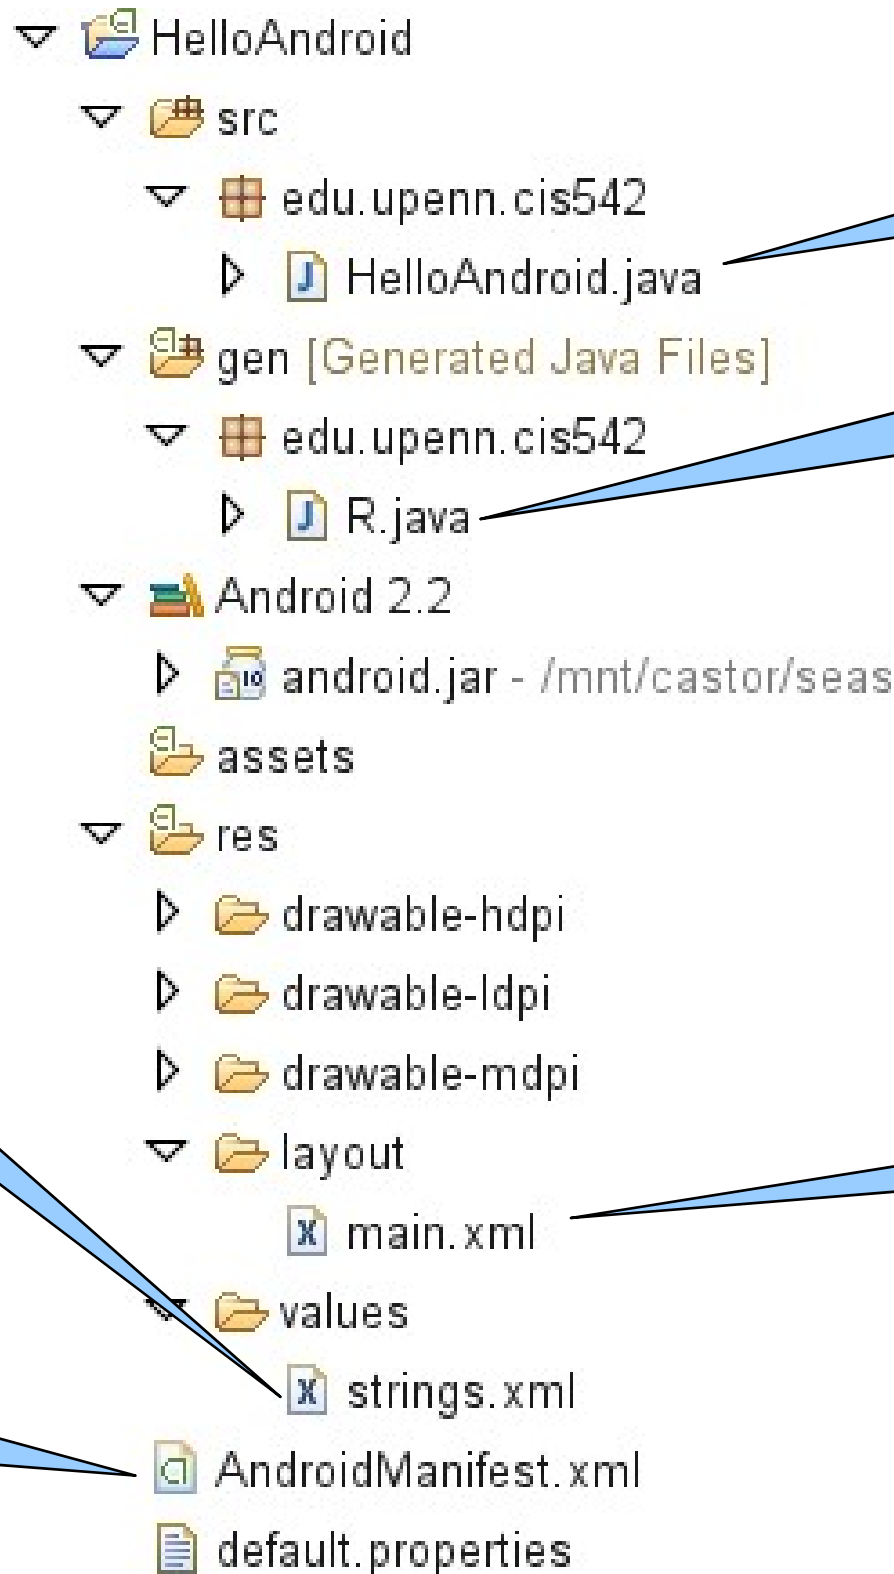 HelloAndroid
src
edu.upenn.cis542
HelloAndroid.java
gen [Generated Java Files]
edu.upenn.cis542
R.java
Android 2.2
android.jar - /mnt/castor/seas
assets
res
drawable-hdpi
drawable-ldpi
drawable-mdpi
layout
main.xml
values
strings.xml
AndroidManifest.xml
default.properties